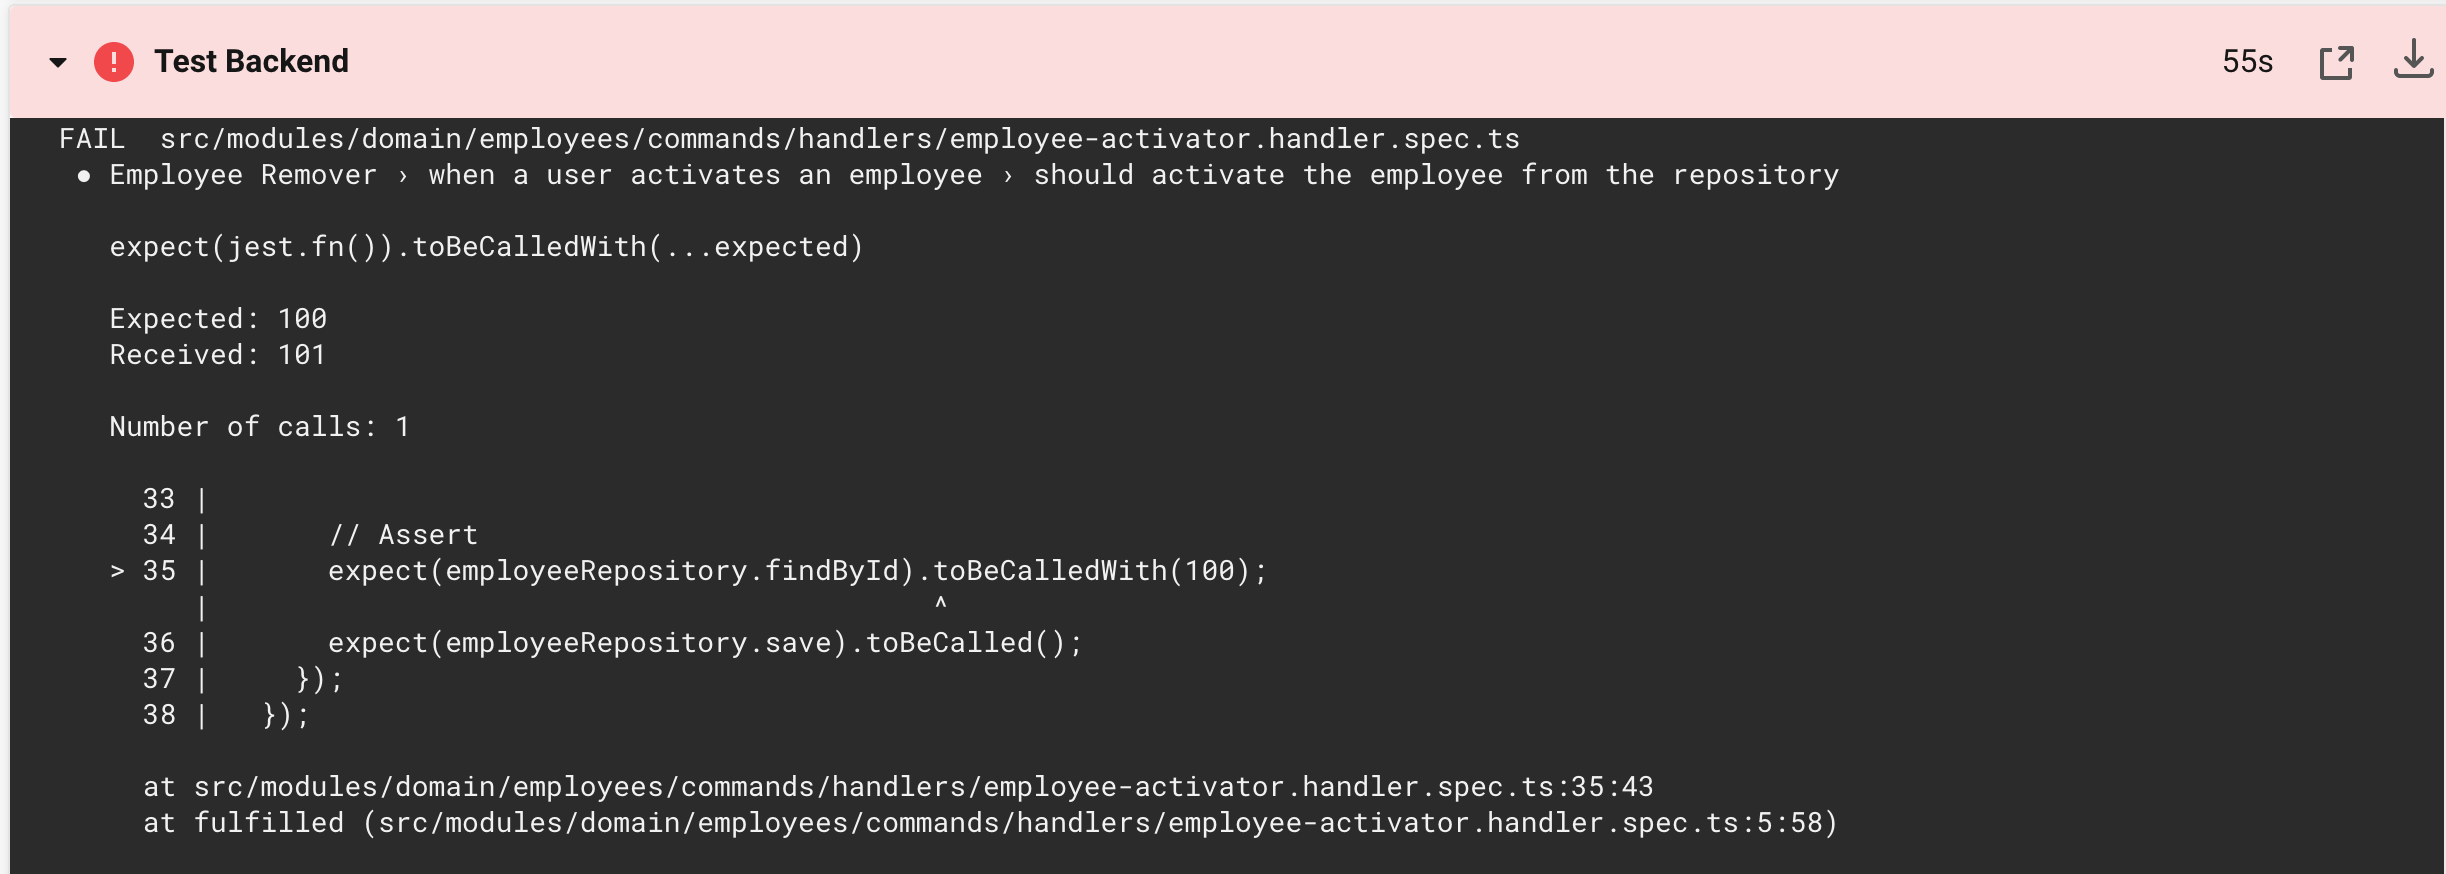 Test Backend 55s
FAIL  src/modules/domain/employees/commands/handlers/employee-activator.handler.spec.ts
● Employee Remover › when a user activates an employee › should activate the employee from the repository
expect(jest.fn()).toBeCalledWith(...expected)
Expected: 100
Received: 101
Number of calls: 1
33 |
34 |       // Assert
> 35 |       expect(employeeRepository.findById).toBeCalledWith(100);
|                                           ^
36 |       expect(employeeRepository.save).toBeCalled();
37 |     });
38 |   });
at src/modules/domain/employees/commands/handlers/employee-activator.handler.spec.ts:35:43
at fulfilled (src/modules/domain/employees/commands/handlers/employee-activator.handler.spec.ts:5:58)